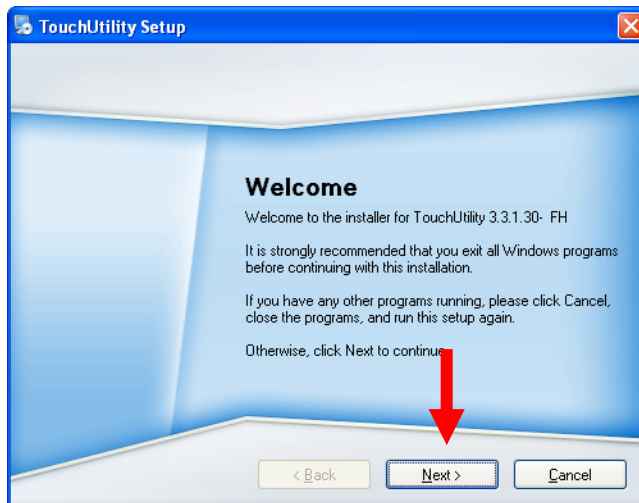 TouchUtility Setup
Welcome
Welcome to the installer for TouchUtility 3.3.1.30- FH
It is strongly recommended that you exit all Windows programs
before continuing with this installation.
If you have any other programs running, please click Cancel,
close the programs, and run this setup again.
Otherwise, click Next to continue.
< Back
Next >
Cancel